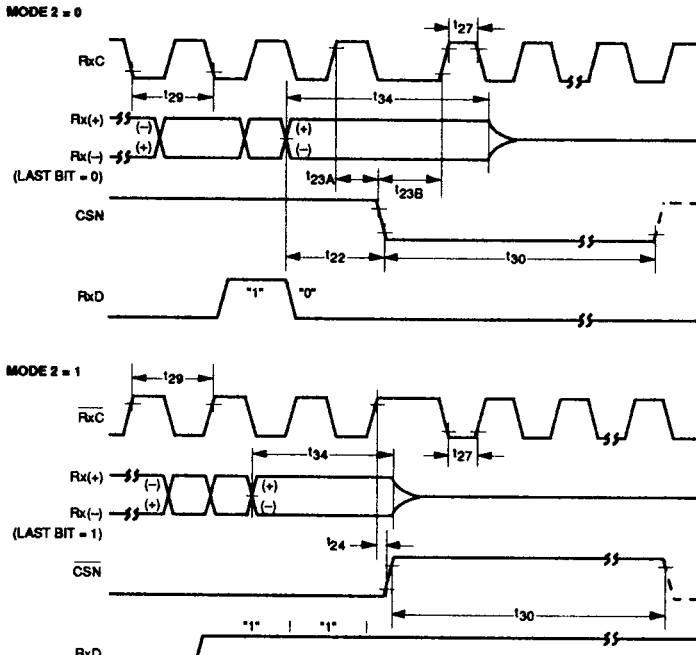 MODE 2 = 0
t27
RxC
t29
t34
Rx(+)
(–)
(+)
Rx(–)
(+)
(–)
(LAST BIT = 0)
t23A
t23B
CSN
t22
t30
RxD
"1"
"0"
MODE 2 = 1
t29
RxC
t34
t27
Rx(+)
(–)
(+)
Rx(–)
(+)
(–)
(LAST BIT = 1)
t24
CSN
t30
"1"
"1"
RxD